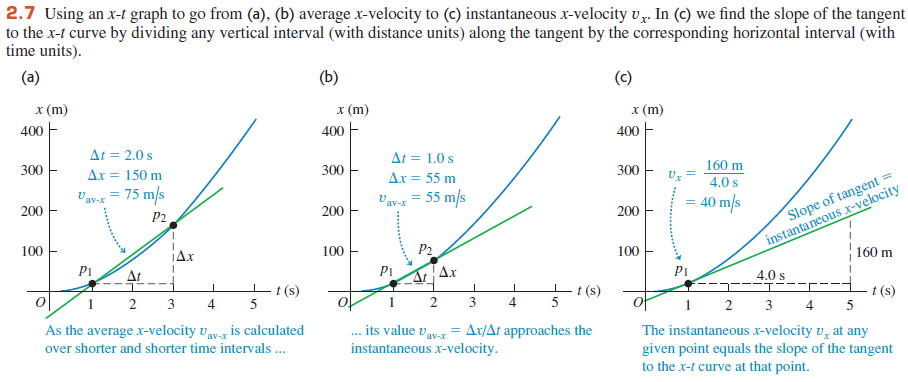 2.7 Using an x-t graph to go from (a), (b) average x-velocity to (c) instantaneous x-velocity vₓ. In (c) we find the slope of the tangent
to the x-t curve by dividing any vertical interval (with distance units) along the tangent by the corresponding horizontal interval (with
time units).
(a)
x (m)
400
300
200
100
O
1 2 3 4 5
t (s)
Δt = 2.0 s
Δx = 150 m
v_av-x = 75 m/s
p₁
p₂
Δt
Δx
As the average x-velocity v_av-x is calculated
over shorter and shorter time intervals ...
(b)
x (m)
400
300
200
100
O
1 2 3 4 5
t (s)
Δt = 1.0 s
Δx = 55 m
v_av-x = 55 m/s
p₁
p₂
Δt
Δx
... its value v_av-x = Δx/Δt approaches the
instantaneous x-velocity.
(c)
x (m)
400
300
200
100
O
1 2 3 4 5
t (s)
vₓ = 160 m / 4.0 s
= 40 m/s
Slope of tangent =
instantaneous x-velocity
p₁
4.0 s
160 m
The instantaneous x-velocity vₓ at any
given point equals the slope of the tangent
to the x-t curve at that point.